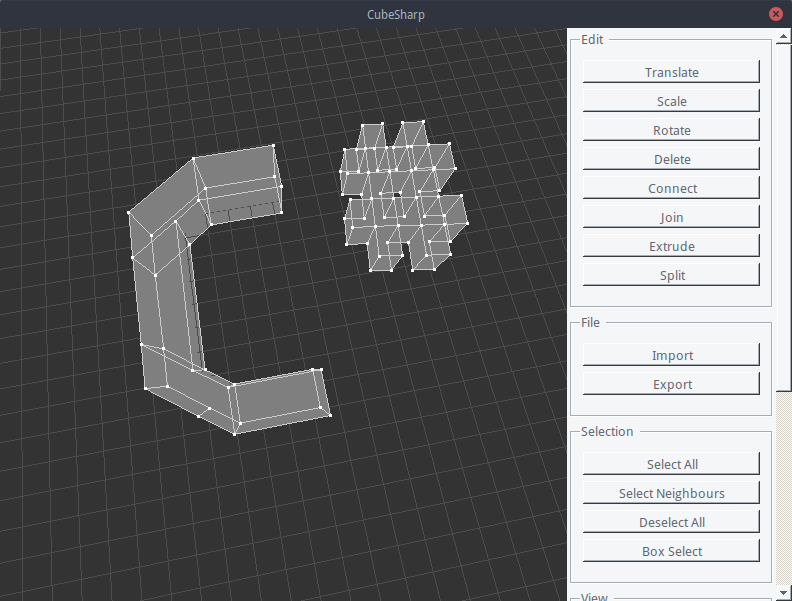 CubeSharp
C#
Edit
Translate
Scale
Rotate
Delete
Connect
Join
Extrude
Split
File
Import
Export
Selection
Select All
Select Neighbours
Deselect All
Box Select
View